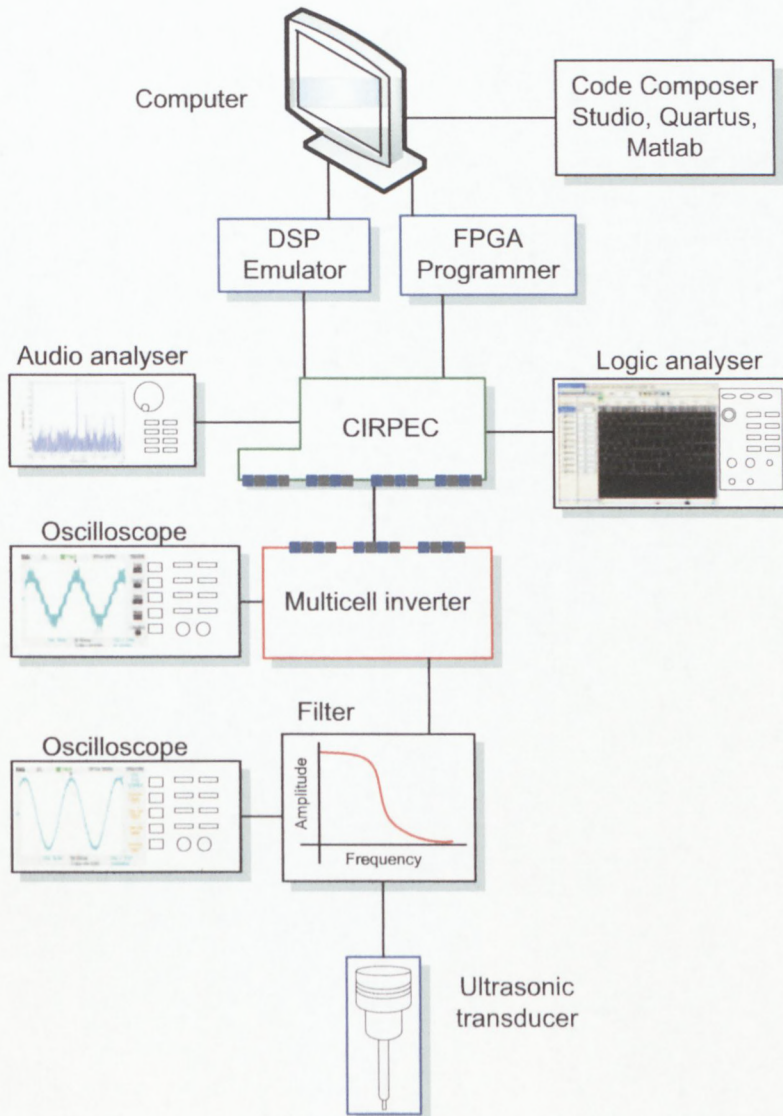 Computer
Code Composer
Studio, Quartus,
Matlab
DSP
Emulator
FPGA
Programmer
Audio analyser
Logic analyser
CIRPEC
Oscilloscope
Multicell inverter
Filter
Oscilloscope
Amplitude
Frequency
Ultrasonic
transducer